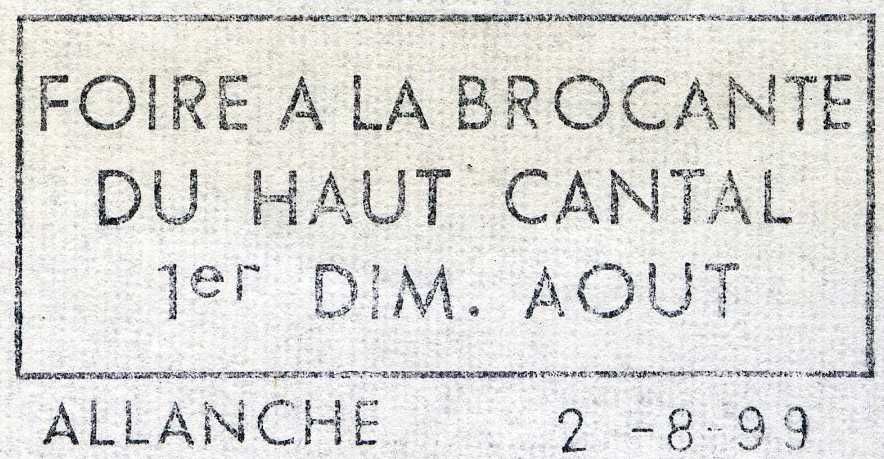 FOIRE A LA BROCANTE
DU HAUT CANTAL
1er DIM. AOUT
ALLANCHE 2 -8-99